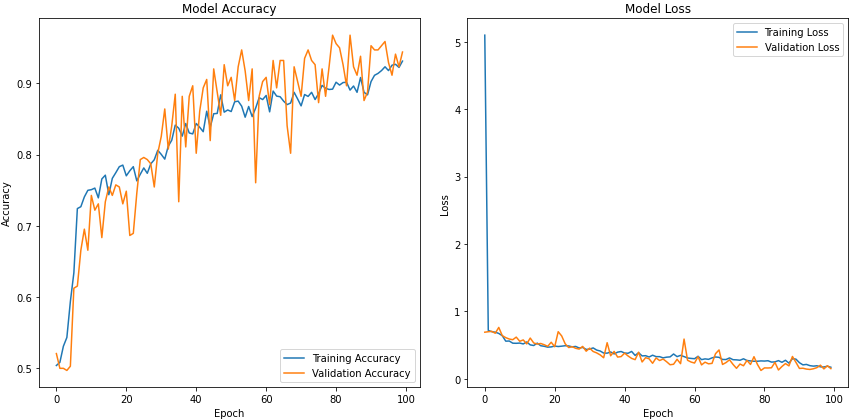 Model Accuracy
0.9
0.8
0.7
0.6
0.5
Accuracy
0 20 40 60 80 100
Epoch
Training Accuracy
Validation Accuracy
Model Loss
5
4
3
2
1
0
Loss
0 20 40 60 80 100
Epoch
Training Loss
Validation Loss